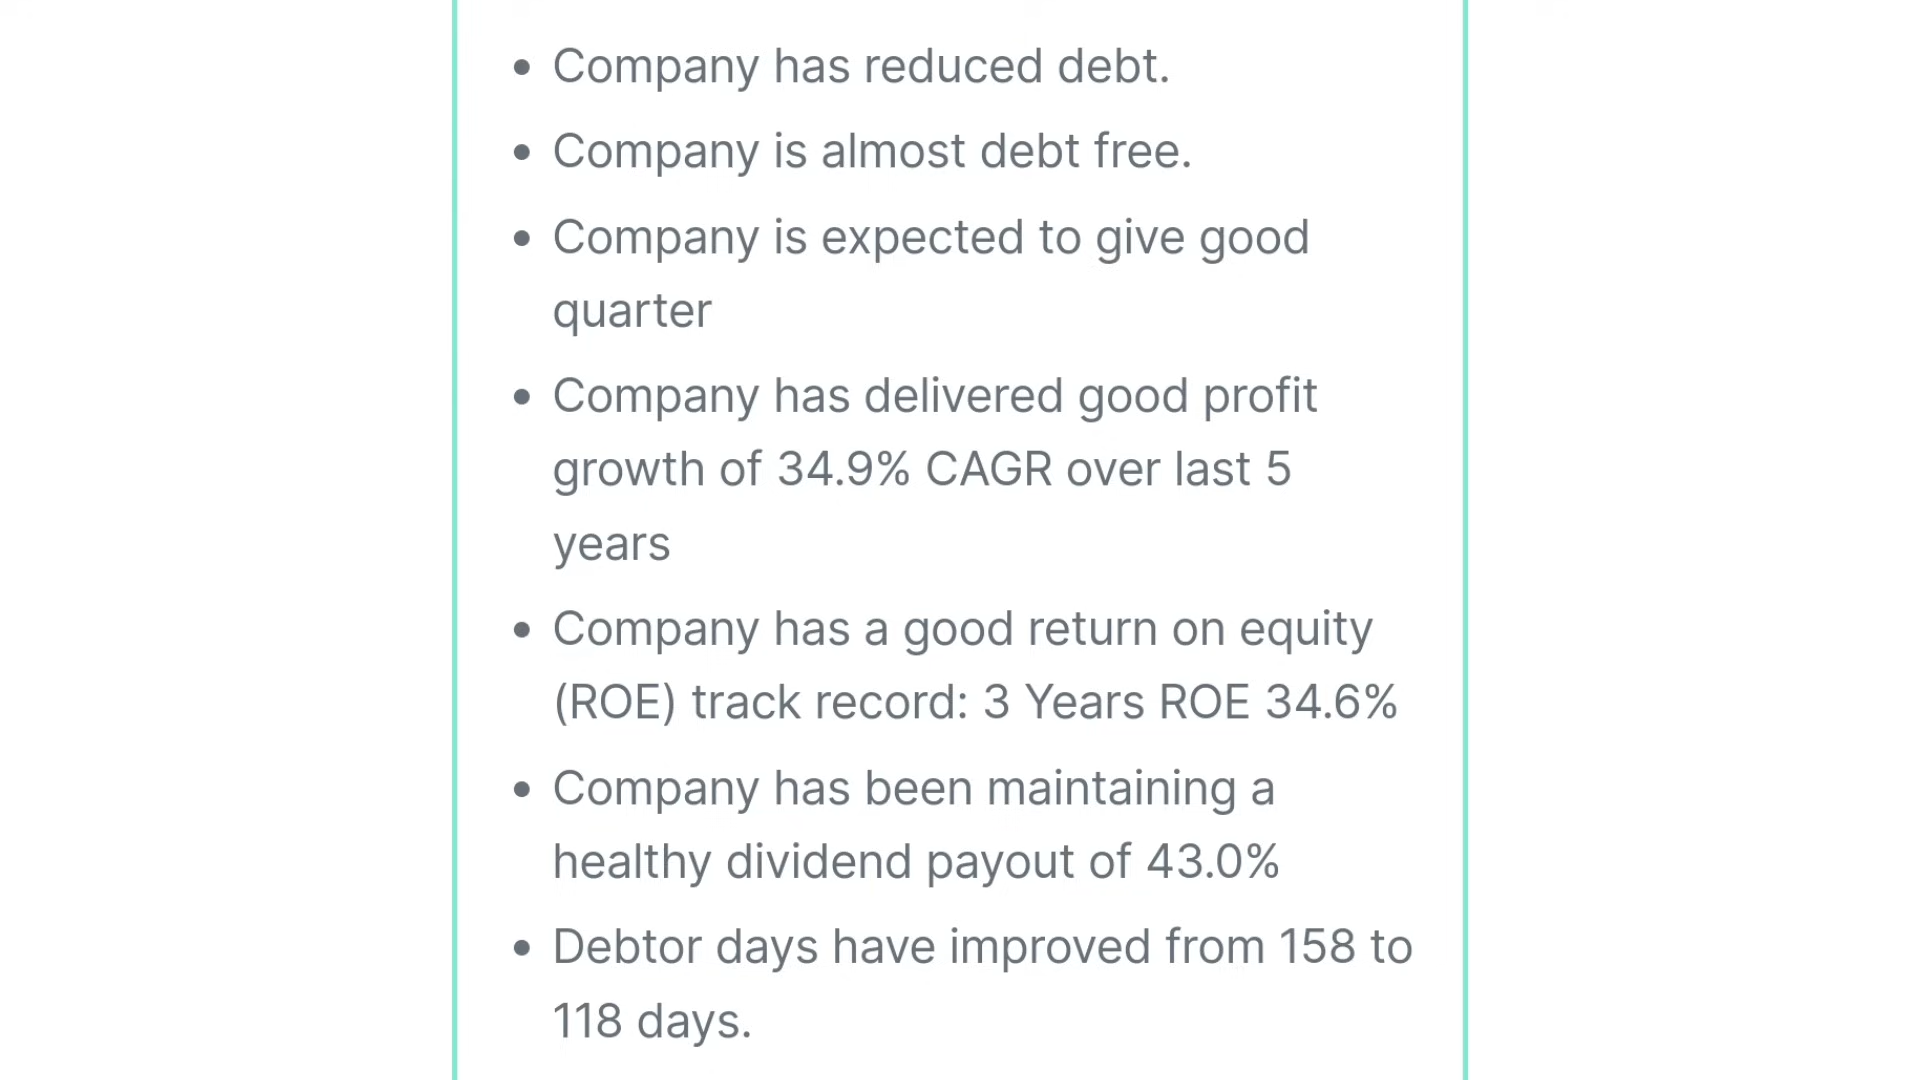 • Company has reduced debt.
• Company is almost debt free.
• Company is expected to give good
quarter
• Company has delivered good profit
growth of 34.9% CAGR over last 5
years
• Company has a good return on equity
(ROE) track record: 3 Years ROE 34.6%
• Company has been maintaining a
healthy dividend payout of 43.0%
• Debtor days have improved from 158 to
118 days.